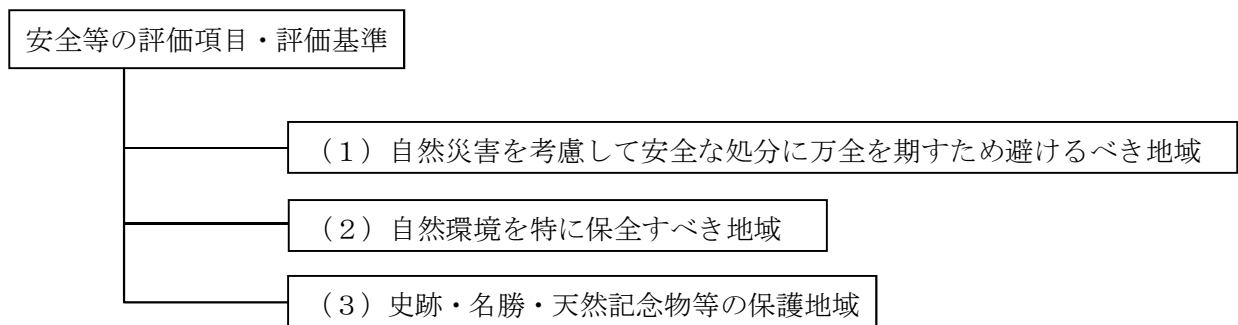 安全等の評価項目・評価基準
（１）自然災害を考慮して安全な処分に万全を期すため避けるべき地域
（２）自然環境を特に保全すべき地域
（３）史跡・名勝・天然記念物等の保護地域